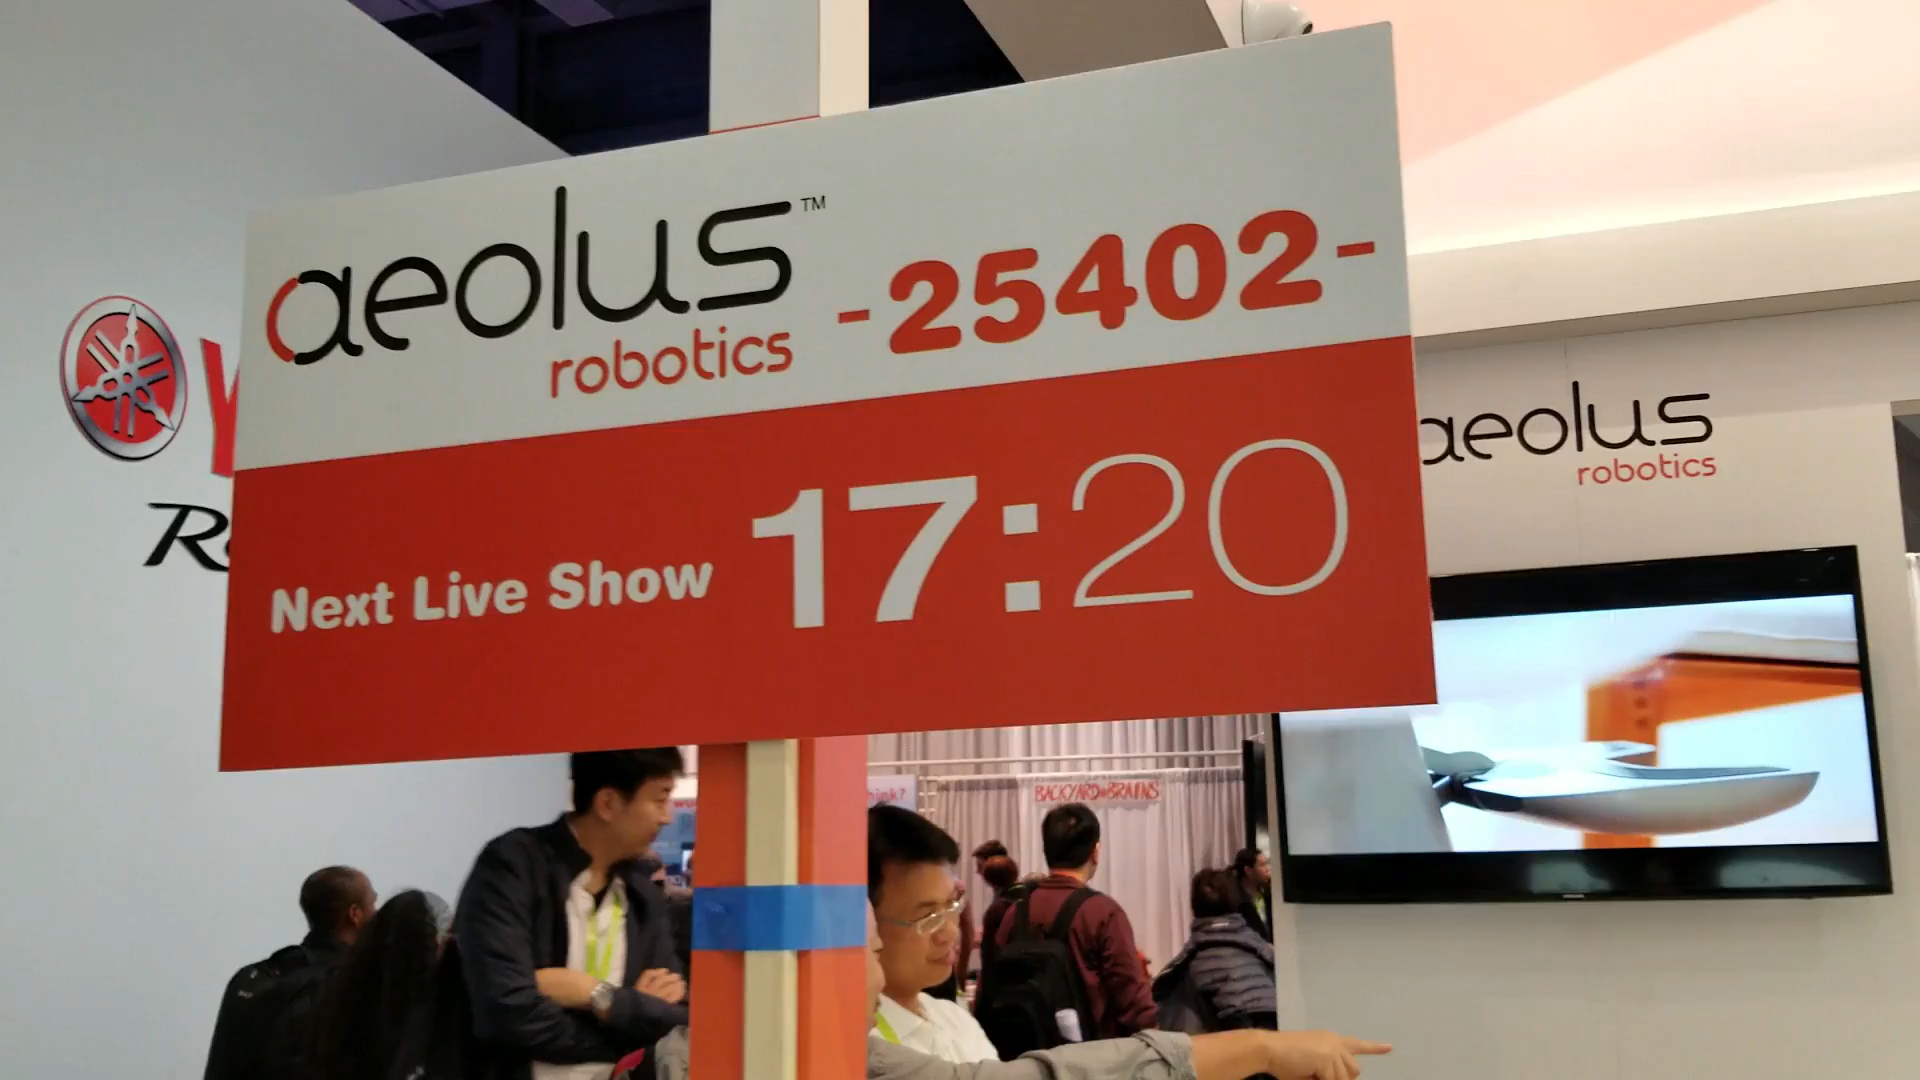 aeolus™
robotics
-25402-
Next Live Show 17:20
aeolus
robotics
BACKYARD BRAINS